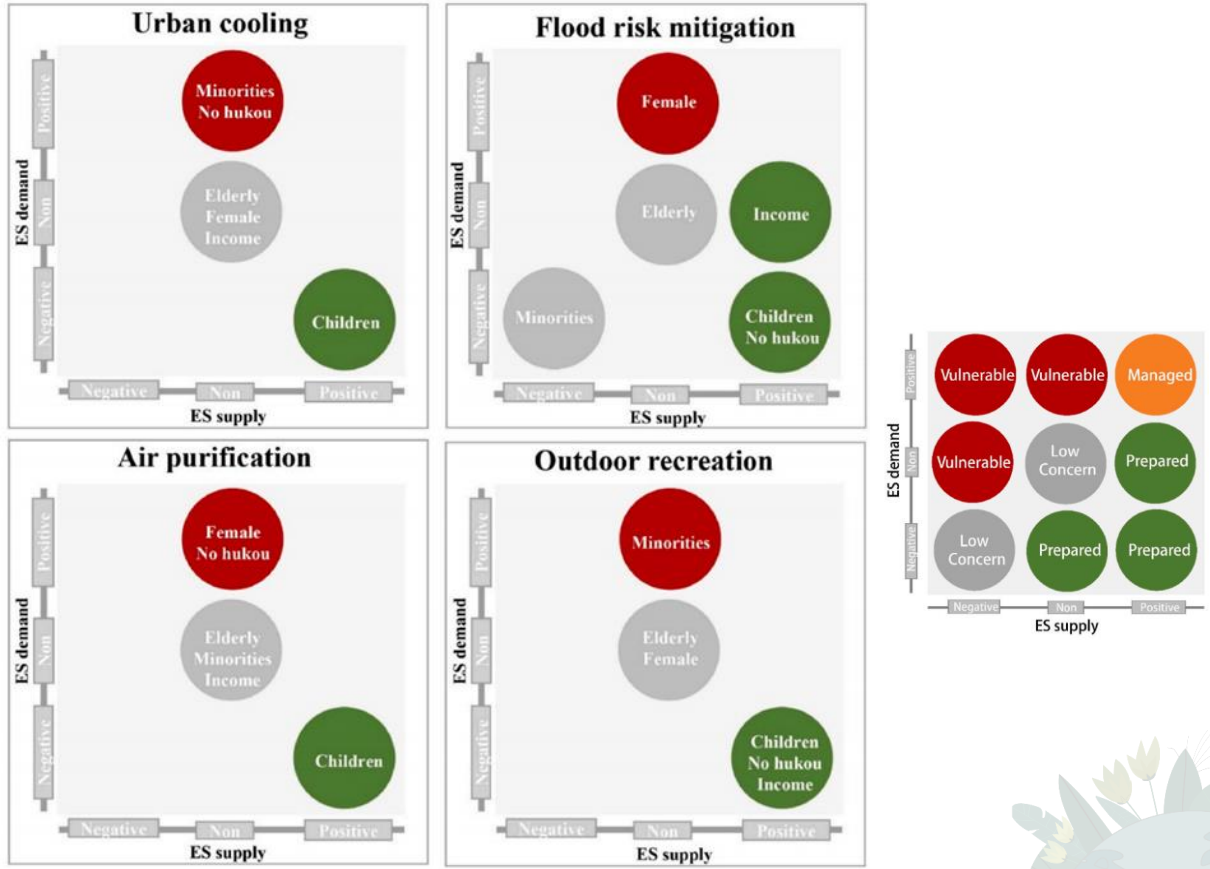 Urban cooling
ES demand
Positive
Non
Negative
Minorities
No hukou
Elderly
Female
Income
Children
Negative
Non
Positive
ES supply
Flood risk mitigation
ES demand
Positive
Non
Negative
Female
Elderly
Income
Minorities
Children
No hukou
Negative
Non
Positive
ES supply
Air purification
ES demand
Positive
Non
Negative
Female
No hukou
Elderly
Minorities
Income
Children
Negative
Non
Positive
ES supply
Outdoor recreation
ES demand
Positive
Non
Negative
Minorities
Elderly
Female
Children
No hukou
Income
Negative
Non
Positive
ES supply
ES demand
Positive
Non
Negative
Vulnerable
Vulnerable
Managed
Vulnerable
Low
Concern
Prepared
Low
Concern
Prepared
Prepared
Negative
Non
Positive
ES supply